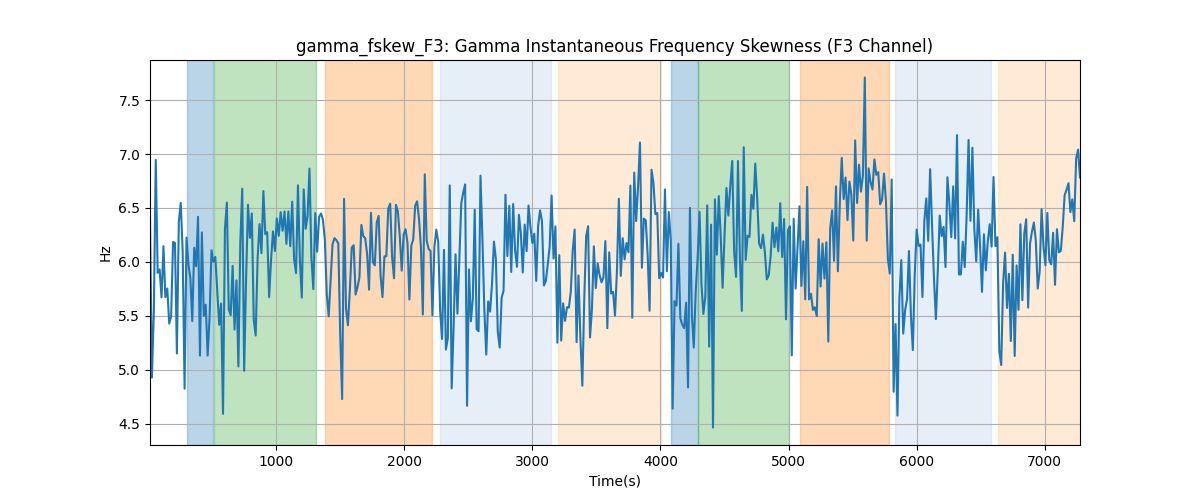 gamma_fskew_F3: Gamma Instantaneous Frequency Skewness (F3 Channel)
Hz
7.5
7.0
6.5
6.0
5.5
5.0
4.5
1000 2000 3000 4000 5000 6000 7000
Time(s)